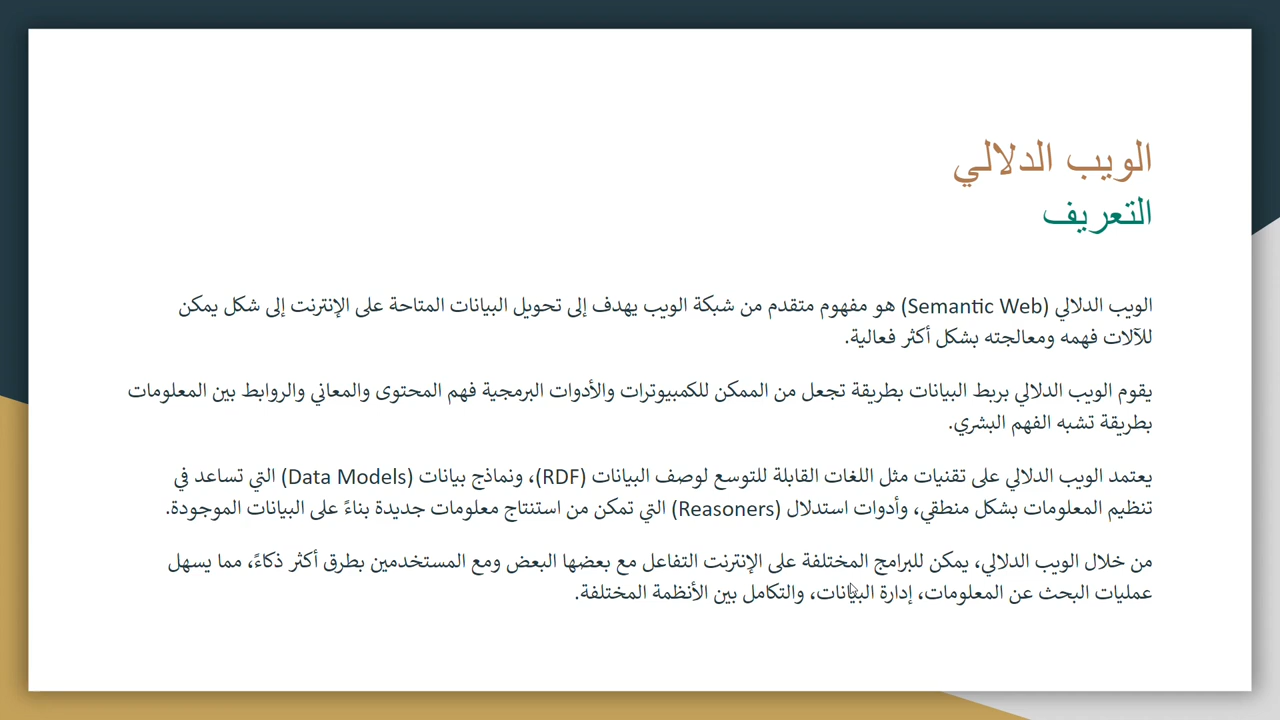 الويب الدلالي
التعريف
الويب الدلالي (Semantic Web) هو مفهوم متقدم من شبكة الويب يهدف إلى تحويل البيانات المتاحة على الإنترنت إلى شكل يمكن
للآلات فهمه ومعالجته بشكل أكثر فعالية.
يقوم الويب الدلالي بربط البيانات بطريقة تجعل من الممكن للكمبيوترات والأدوات البرمجية فهم المحتوى والمعاني والروابط بين المعلومات
بطريقة تشبه الفهم البشري.
يعتمد الويب الدلالي على تقنيات مثل اللغات القابلة للتوسع لوصف البيانات (RDF)، ونماذج بيانات (Data Models) التي تساعد في
تنظيم المعلومات بشكل منطقي، وأدوات استدلال (Reasoners) التي تمكن من استنتاج معلومات جديدة بناءً على البيانات الموجودة.
من خلال الويب الدلالي، يمكن للبرامج المختلفة على الإنترنت التفاعل مع بعضها البعض ومع المستخدمين بطرق أكثر ذكاءً، مما يسهل
عمليات البحث عن المعلومات، إدارة البيانات، والتكامل بين الأنظمة المختلفة.